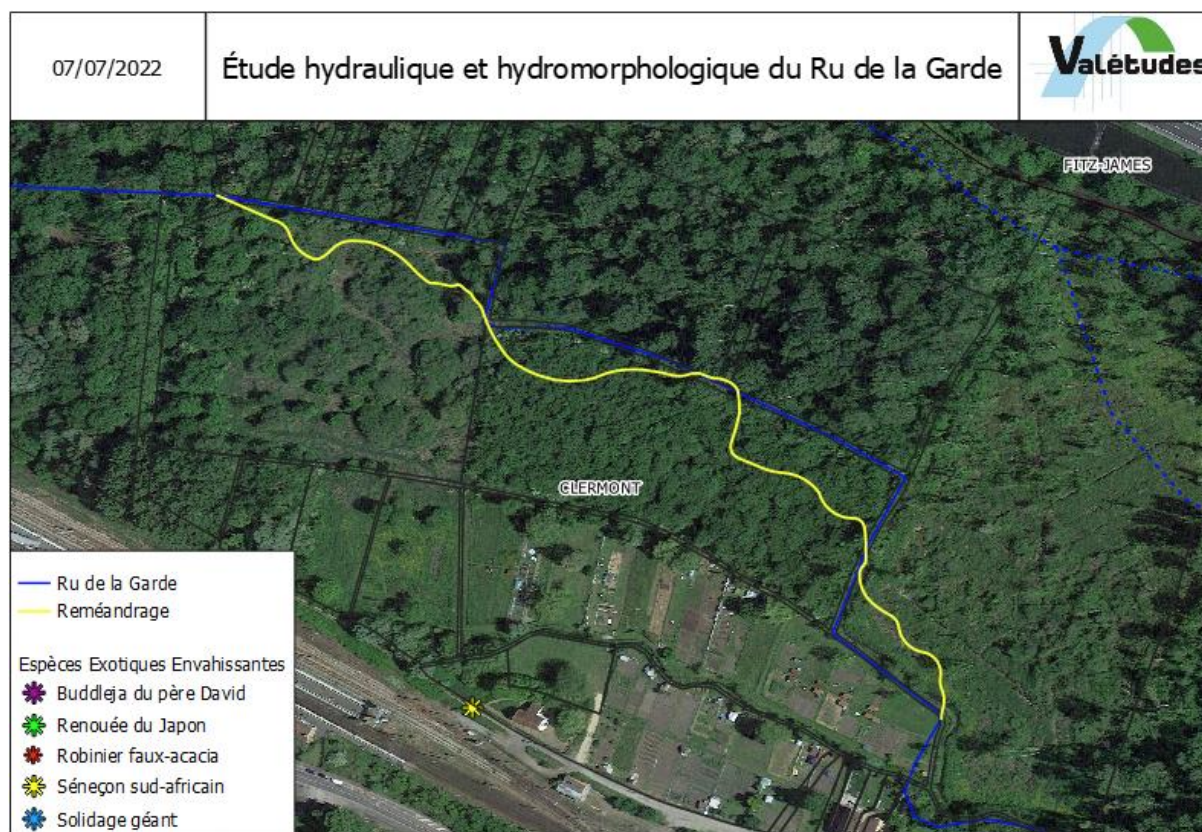 07/07/2022
Étude hydraulique et hydromorphologique du Ru de la Garde
Valétudes
FITZ-JAMES
CLERMONT
Ru de la Garde
Reméandrage
Espèces Exotiques Envahissantes
Buddleja du père David
Renouée du Japon
Robinier faux-acacia
Séneçon sud-africain
Solidage géant